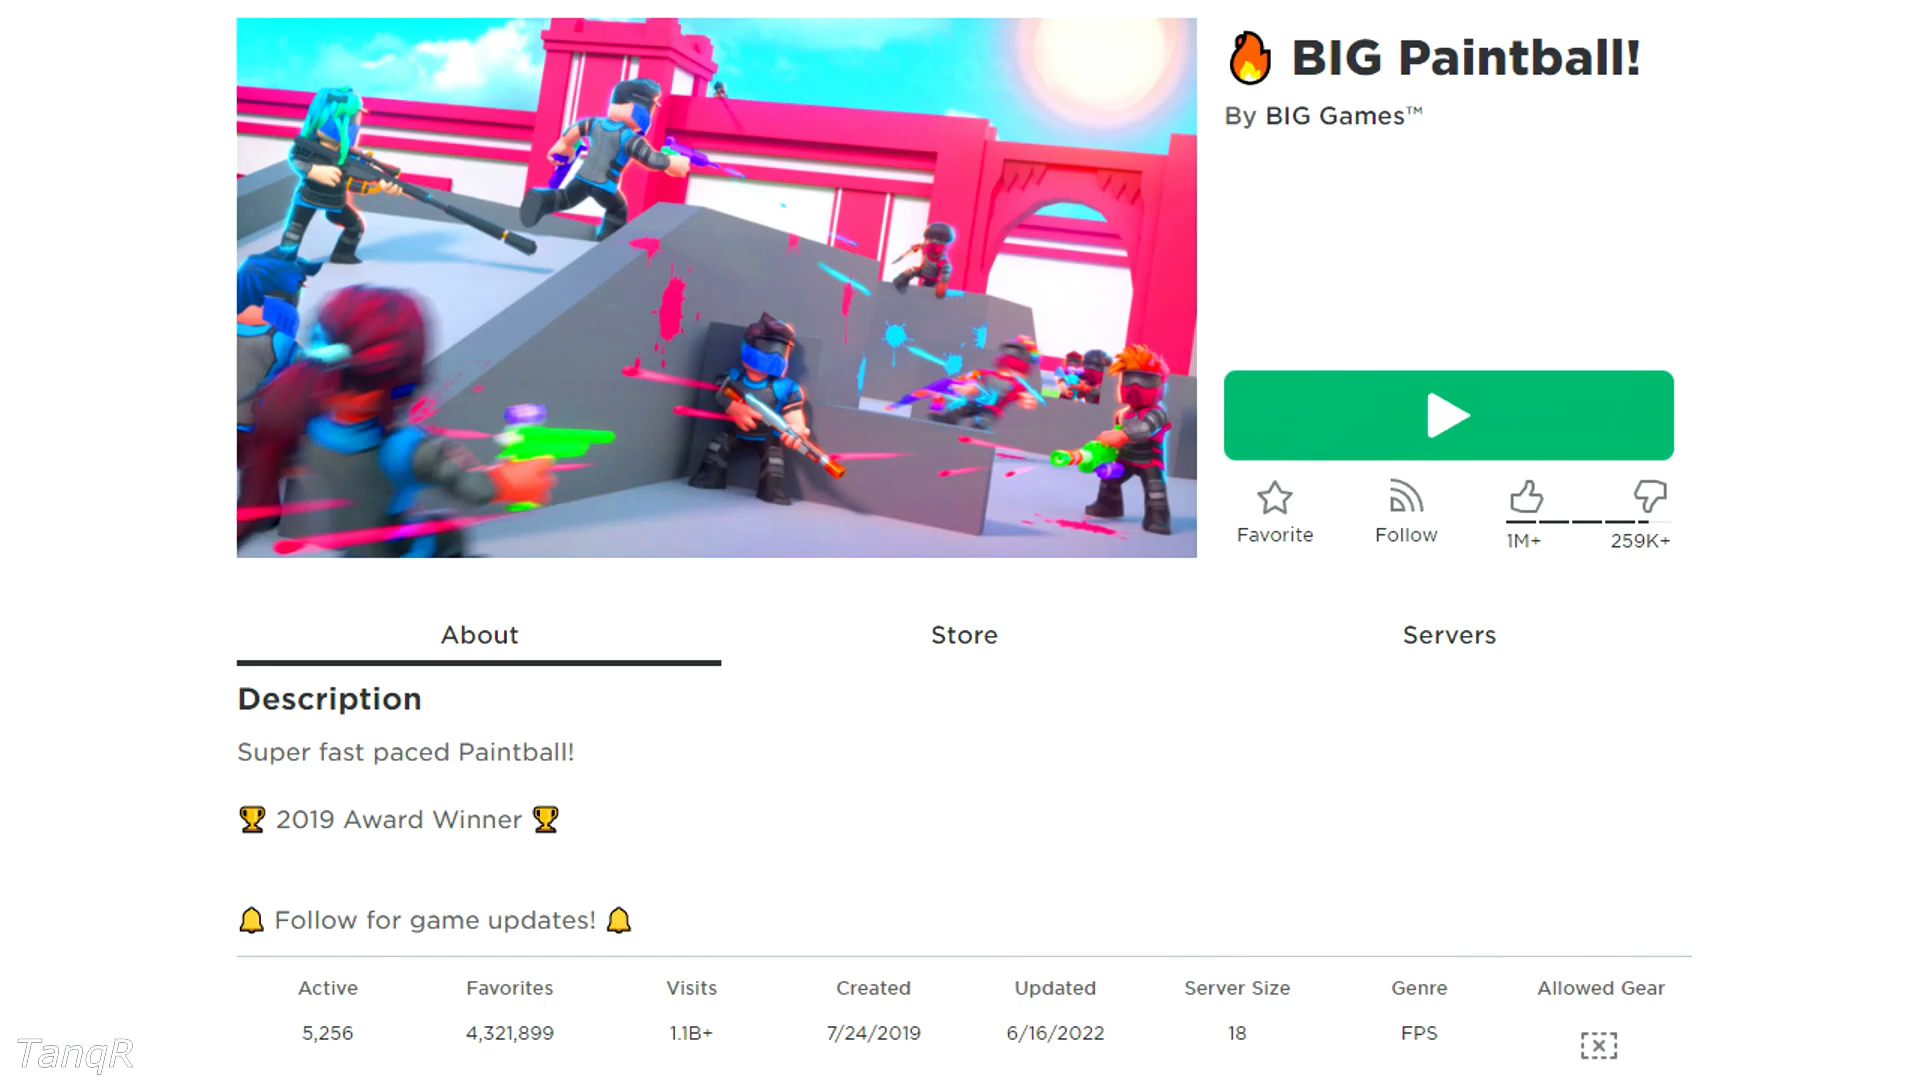 🔥 BIG Paintball!
By BIG Games™
Favorite
Follow
1M+
259K+
About
Store
Servers
Description
Super fast paced Paintball!
🏆 2019 Award Winner 🏆
🔔 Follow for game updates! 🔔
Active Favorites Visits Created Updated Server Size Genre Allowed Gear
5,256 4,321,899 1.1B+ 7/24/2019 6/16/2022 18 FPS
TanqR